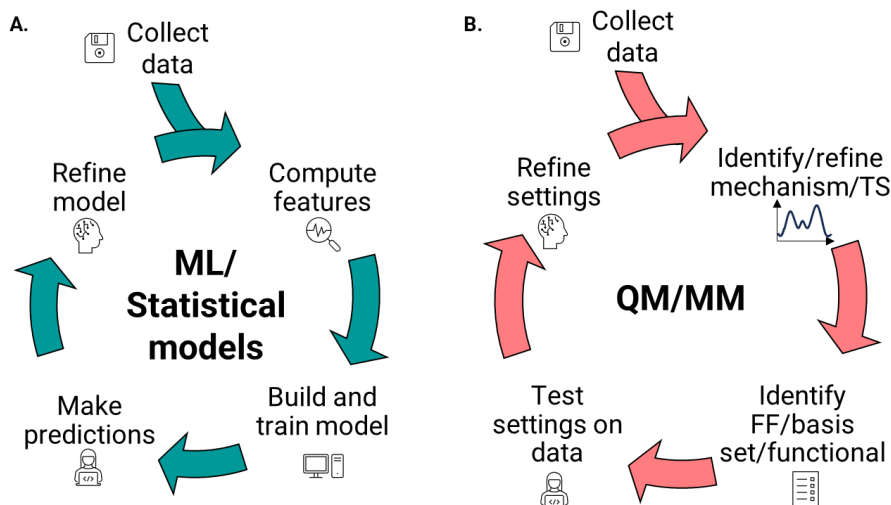 A.
Collect
data
Compute
features
Build and
train model
Make
predictions
Refine
model
ML/
Statistical
models
B.
Collect
data
Identify/refine
mechanism/TS
Identify
FF/basis
set/functional
Test
settings on
data
Refine
settings
QM/MM